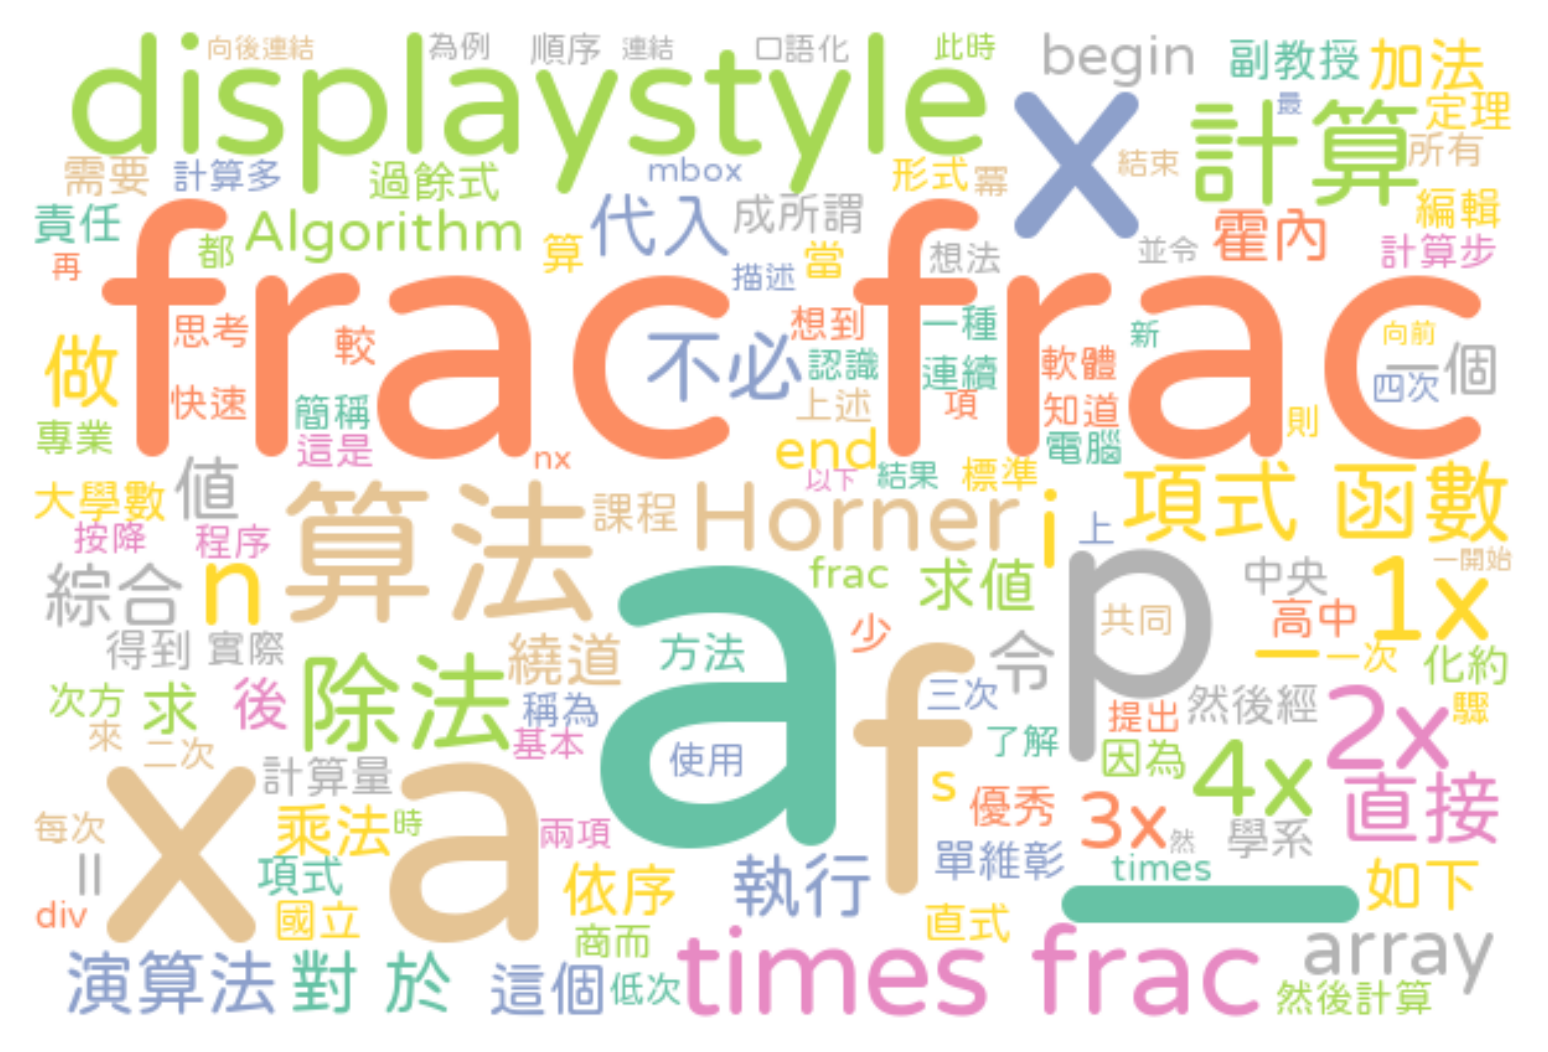 向後連結 為例 順序 連結 口語化 此時 begin 副教授 加法
displaystyle x 計算 最 定理
需要 計算多 過餘式 mbox 形式 冪 結束 所有
責任 都 Algorithm 算 代入 成所謂 當 想法 並令 霍內 編輯
再 描述 計算步
frac frac
思考 較 不必 想到 一種 新 向前
做 快速 簡稱 認識 連續 軟體 四次 一個
專業 這是 上述 項 知道 則
nx end 電腦
大學數 值 以下 結果 標準 項式 函數
按降 程序 算法 課程 Horner i 上
綜合 n frac 求值 p 中央 1x 一開始
得到 實際 繞道 方法 a 少 令 共同 高中 一 一次 化約
次方 求 後 除法 稱為 f 三次 提出 然後經 2x 驟
來 二次 基本 使用 了解 因為 4x
計算量 s 優秀 3x 直接
每次 x 乘法 時 a 兩項 單維彰 然 學系
|| 項式 執行 times 如下
div 國立 依序 直式 一
商而 array
演算法 對 於 這個 低次 times frac 然後計算